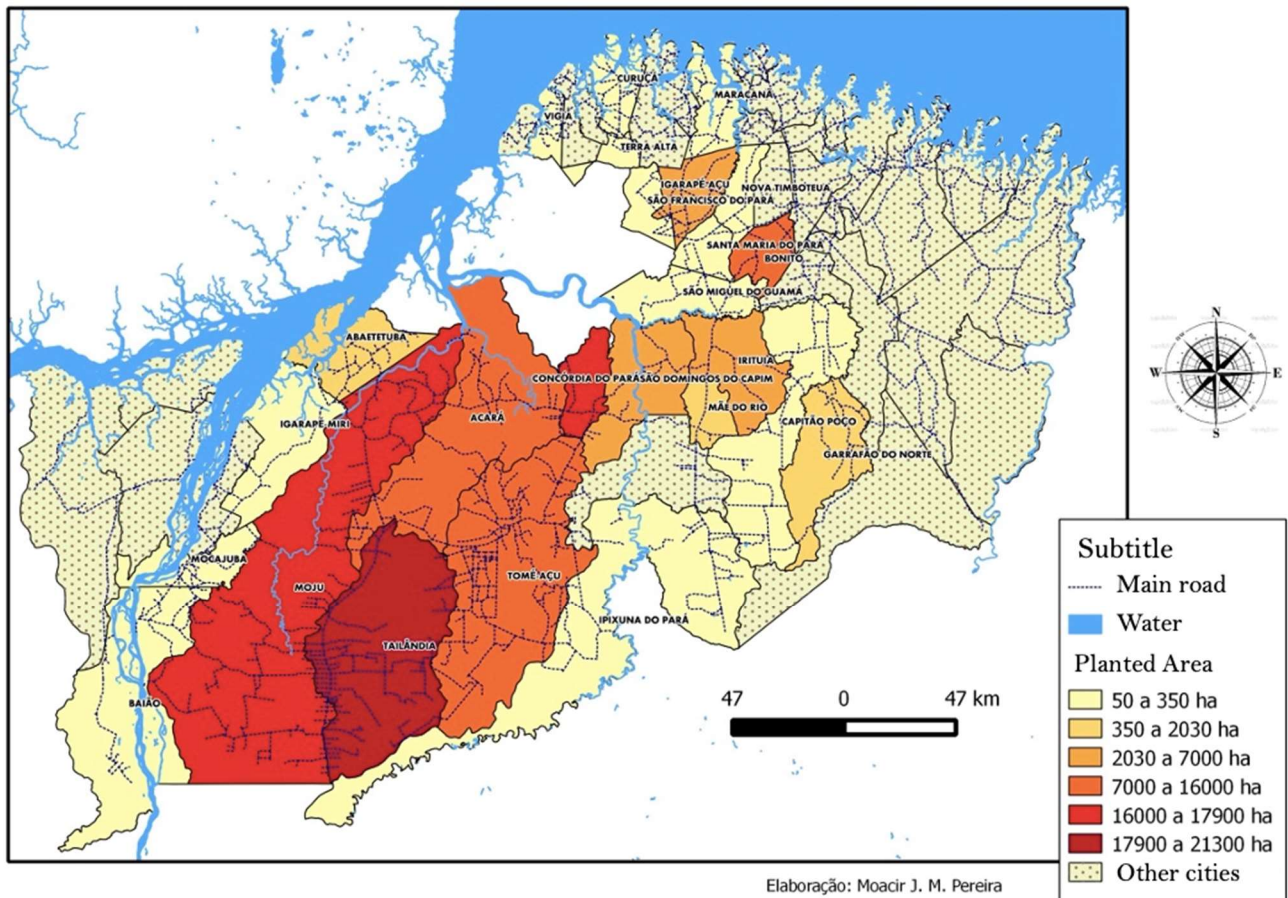 CURUÇÁ
MARACANÃ
VIGIA
TERRA ALTA
IGARAPÉ AÇU
NOVA TIMBOTEUA
SÃO FRANCISCO DO PARÁ
SANTA MARIA DO PARÁ
BONITO
SÃO MIGUEL DO GUAMÁ
ABAETETUBA
IRITUIA
CONCÓRDIA DO PARÁ
SÃO DOMINGOS DO CAPIM
MÃE DO RIO
ACARÁ
CAPITÃO POÇO
IGARAPÉ-MIRI
GARRAFÃO DO NORTE
MOCAJUBA
MOJU
TOMÉ AÇU
IPIXUNA DO PARÁ
TAILÂNDIA
BAIÃO
N
W
E
S
47 0 47 km
Subtitle
Main road
Water
Planted Area
50 a 350 ha
350 a 2030 ha
2030 a 7000 ha
7000 a 16000 ha
16000 a 17900 ha
17900 a 21300 ha
Other cities
Elaboração: Moacir J. M. Pereira